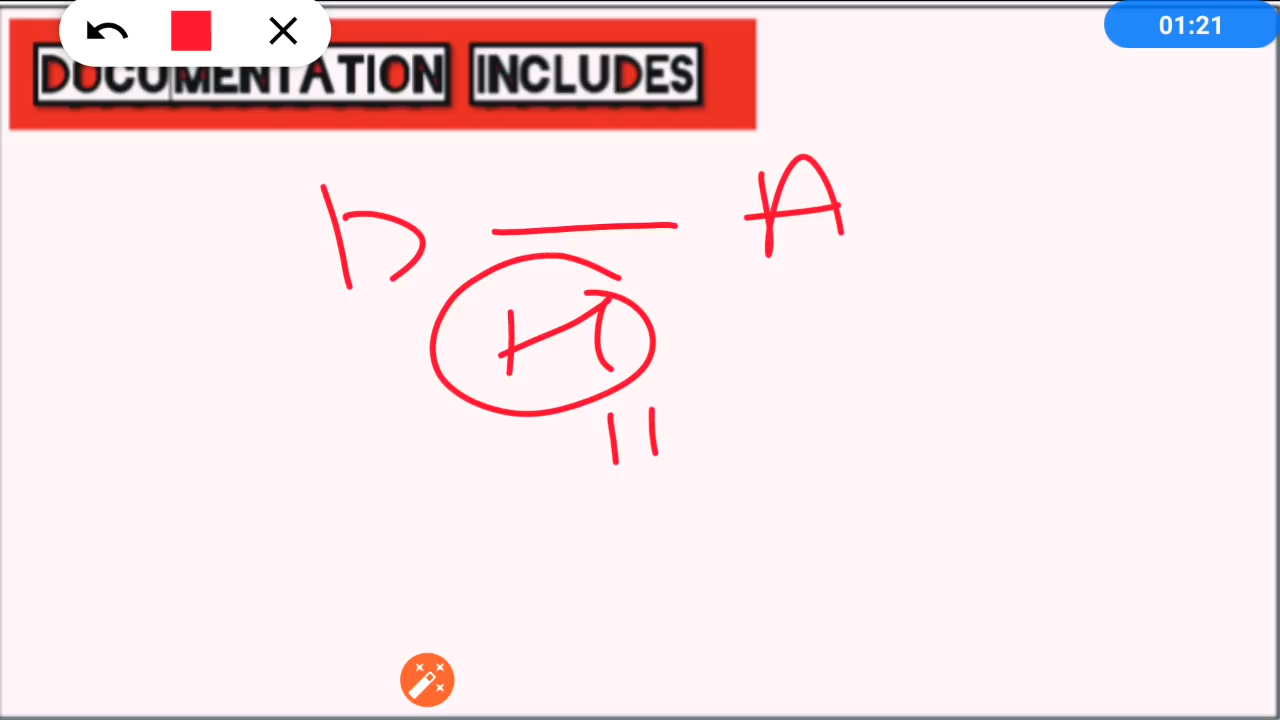 01:21
DOCUMENTATION INCLUDES
D — A
H